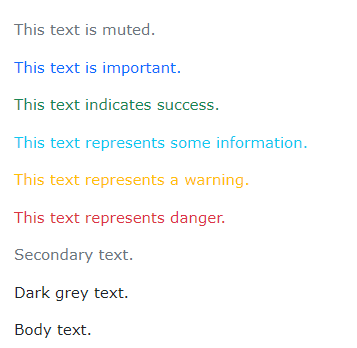 This text is muted.
This text is important.
This text indicates success.
This text represents some information.
This text represents a warning.
This text represents danger.
Secondary text.
Dark grey text.
Body text.